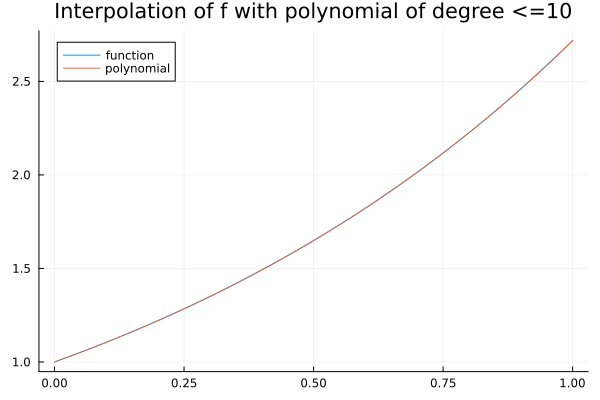 Interpolation of f with polynomial of degree <=10
function
polynomial
2.5
2.0
1.5
1.0
0.00 0.25 0.50 0.75 1.00